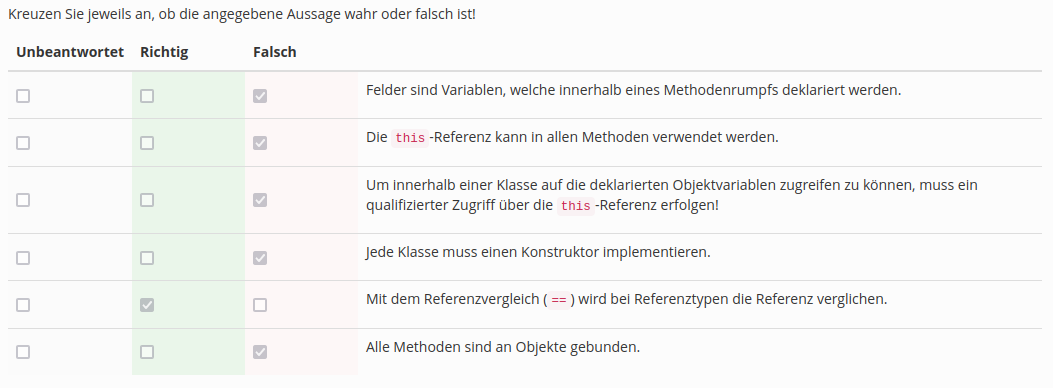 Kreuzen Sie jeweils an, ob die angegebene Aussage wahr oder falsch ist!
Unbeantwortet Richtig Falsch
Felder sind Variablen, welche innerhalb eines Methodenrumpfs deklariert werden.
Die this -Referenz kann in allen Methoden verwendet werden.
Um innerhalb einer Klasse auf die deklarierten Objektvariablen zugreifen zu können, muss ein
qualifizierter Zugriff über die this -Referenz erfolgen!
Jede Klasse muss einen Konstruktor implementieren.
Mit dem Referenzvergleich ( == ) wird bei Referenztypen die Referenz verglichen.
Alle Methoden sind an Objekte gebunden.